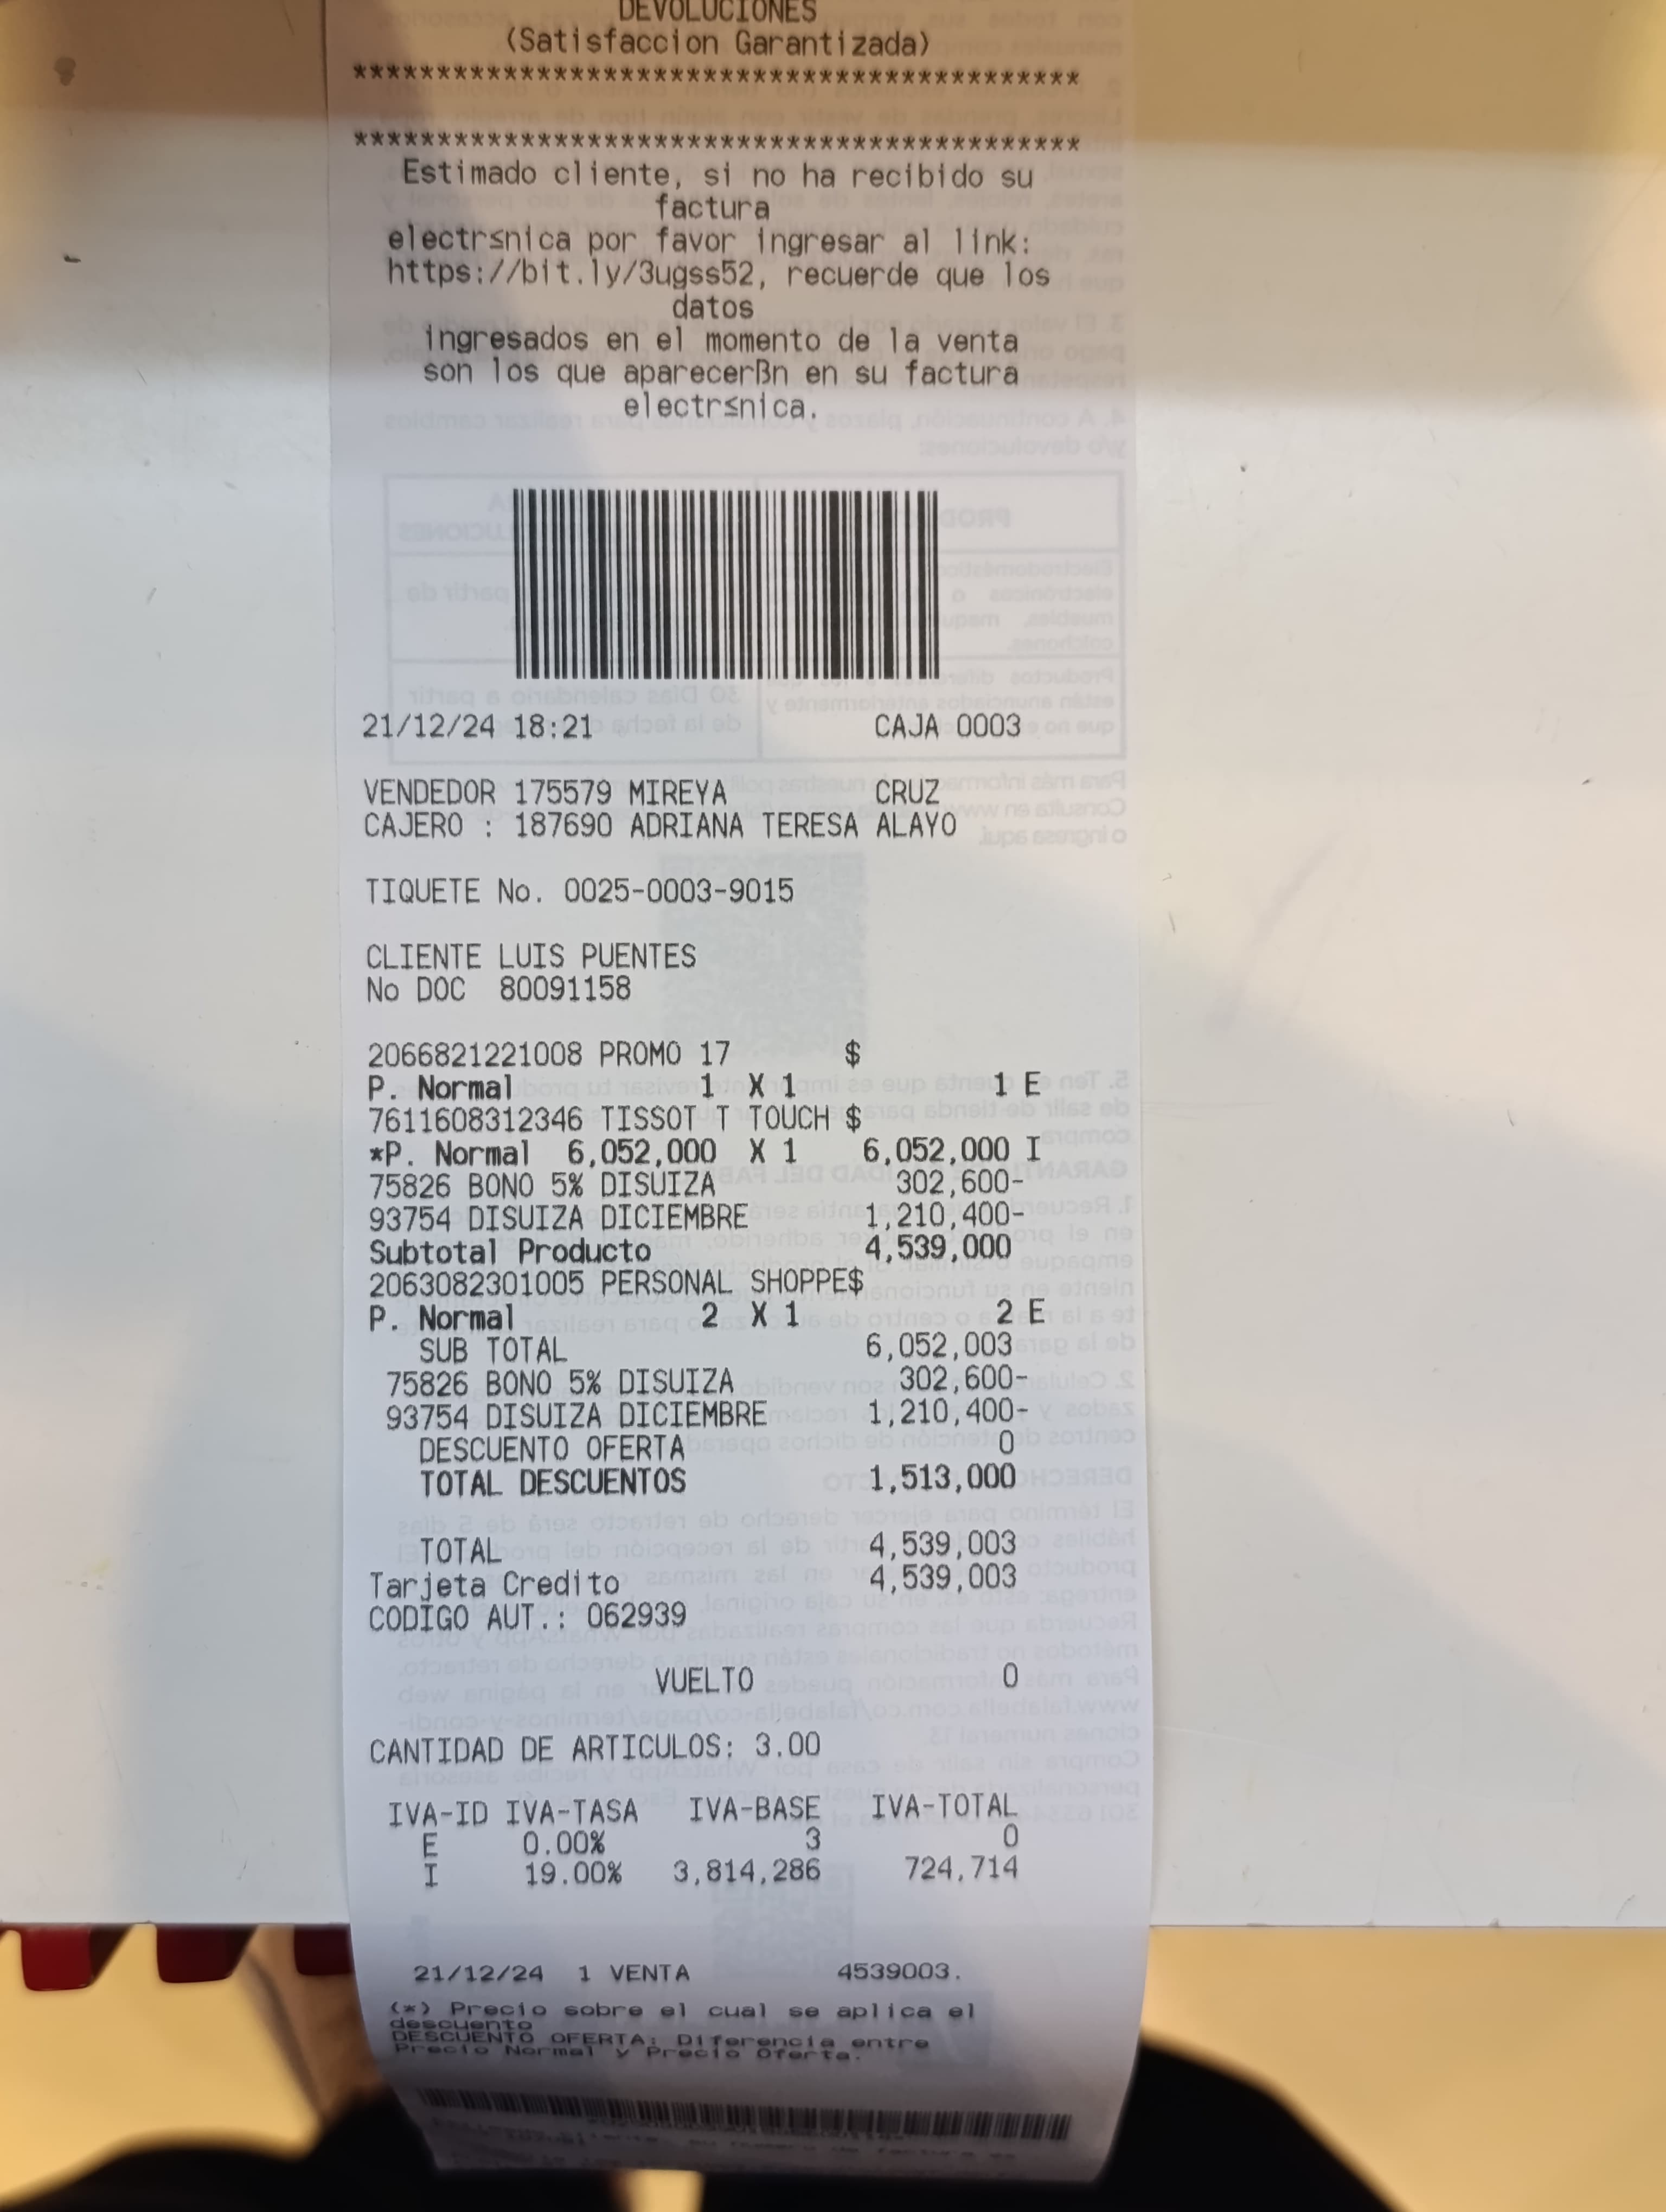 DEVOLUCIONES
(Satisfaccion Garantizada)
********************************************
********************************************
Estimado cliente, si no ha recibido su
factura
electr≤nica por favor ingresar al link:
https://bit.ly/3ugss52, recuerde que los
datos
ingresados en el momento de la venta
son los que aparecerßn en su factura
electr≤nica.
21/12/24 18:21 CAJA 0003
VENDEDOR 175579 MIREYA CRUZ
CAJERO : 187690 ADRIANA TERESA ALAYO
TIQUETE No. 0025-0003-9015
CLIENTE LUIS PUENTES
No DOC 80091158
2066821221008 PROMO 17 $
P. Normal 1 X 1 1 E
7611608312346 TISSOT T TOUCH $
*P. Normal 6,052,000 X 1 6,052,000 I
75826 BONO 5% DISUIZA 302,600-
93754 DISUIZA DICIEMBRE 1,210,400-
Subtotal Producto 4,539,000
2063082301005 PERSONAL SHOPPE$
P. Normal 2 X 1 2 E
SUB TOTAL 6,052,003
75826 BONO 5% DISUIZA 302,600-
93754 DISUIZA DICIEMBRE 1,210,400-
DESCUENTO OFERTA 0
TOTAL DESCUENTOS 1,513,000
TOTAL 4,539,003
Tarjeta Credito 4,539,003
CODIGO AUT.: 062939
VUELTO 0
CANTIDAD DE ARTICULOS: 3.00
IVA-ID IVA-TASA IVA-BASE IVA-TOTAL
E 0.00% 3 0
I 19.00% 3,814,286 724,714
21/12/24 1 VENTA 4539003.
(*) Precio sobre el cual se aplica el
descuento
DESCUENTO OFERTA: Diferencia entre
Precio Normal y Precio Oferta.